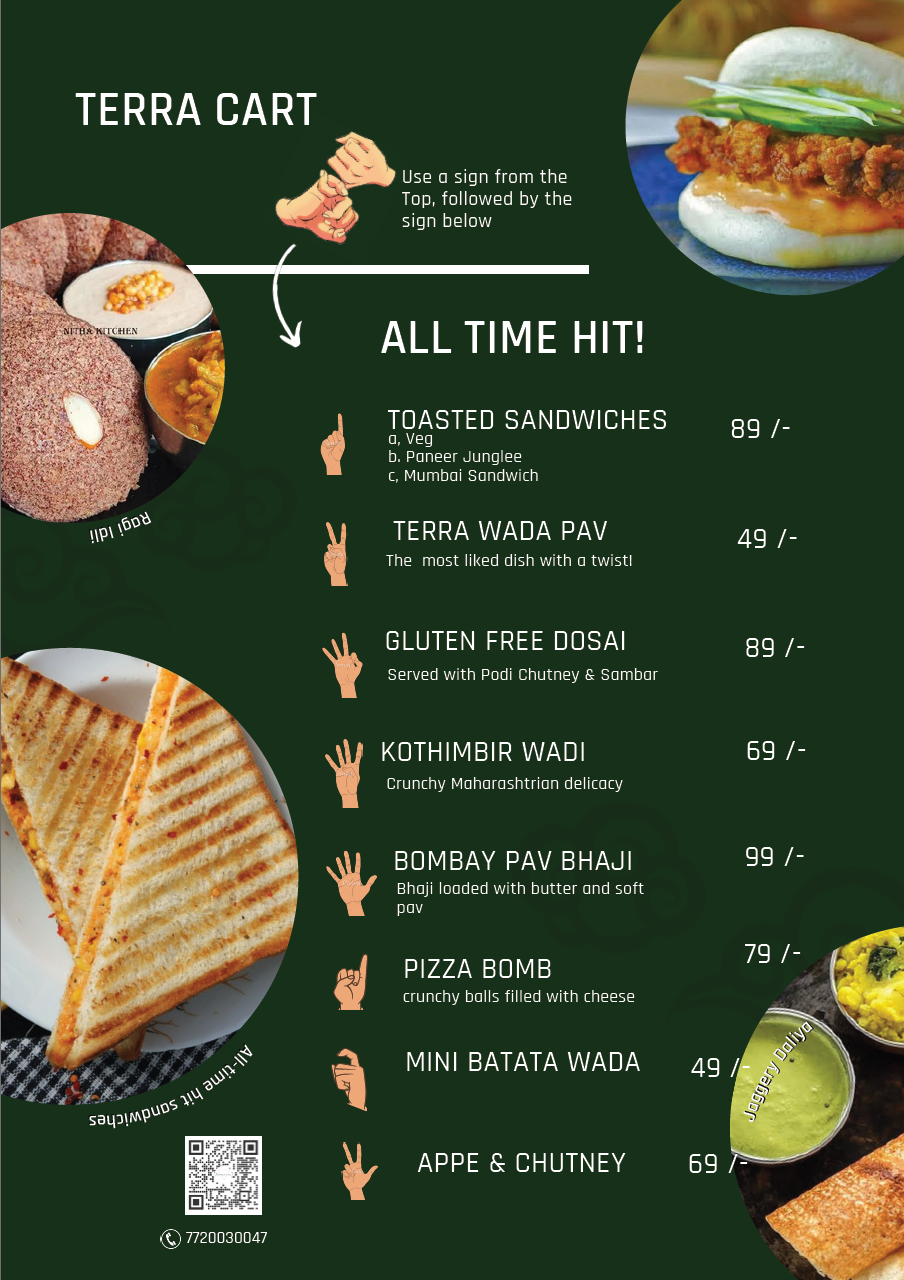 TERRA CART
Use a sign from the
Top, followed by the
sign below
NITHA KITCHEN
Ragi Idli
ALL TIME HIT!
TOASTED SANDWICHES 89 /-
a, Veg
b. Paneer Junglee
c, Mumbai Sandwich
TERRA WADA PAV 49 /-
The most liked dish with a twist!
GLUTEN FREE DOSAI 89 /-
Served with Podi Chutney & Sambar
KOTHIMBIR WADI 69 /-
Crunchy Maharashtrian delicacy
BOMBAY PAV BHAJI 99 /-
Bhaji loaded with butter and soft
pav
PIZZA BOMB 79 /-
crunchy balls filled with cheese
MINI BATATA WADA 49 /-
APPE & CHUTNEY 69 /-
All-time hit sandwiches
Jaggery Daliya
7720030047